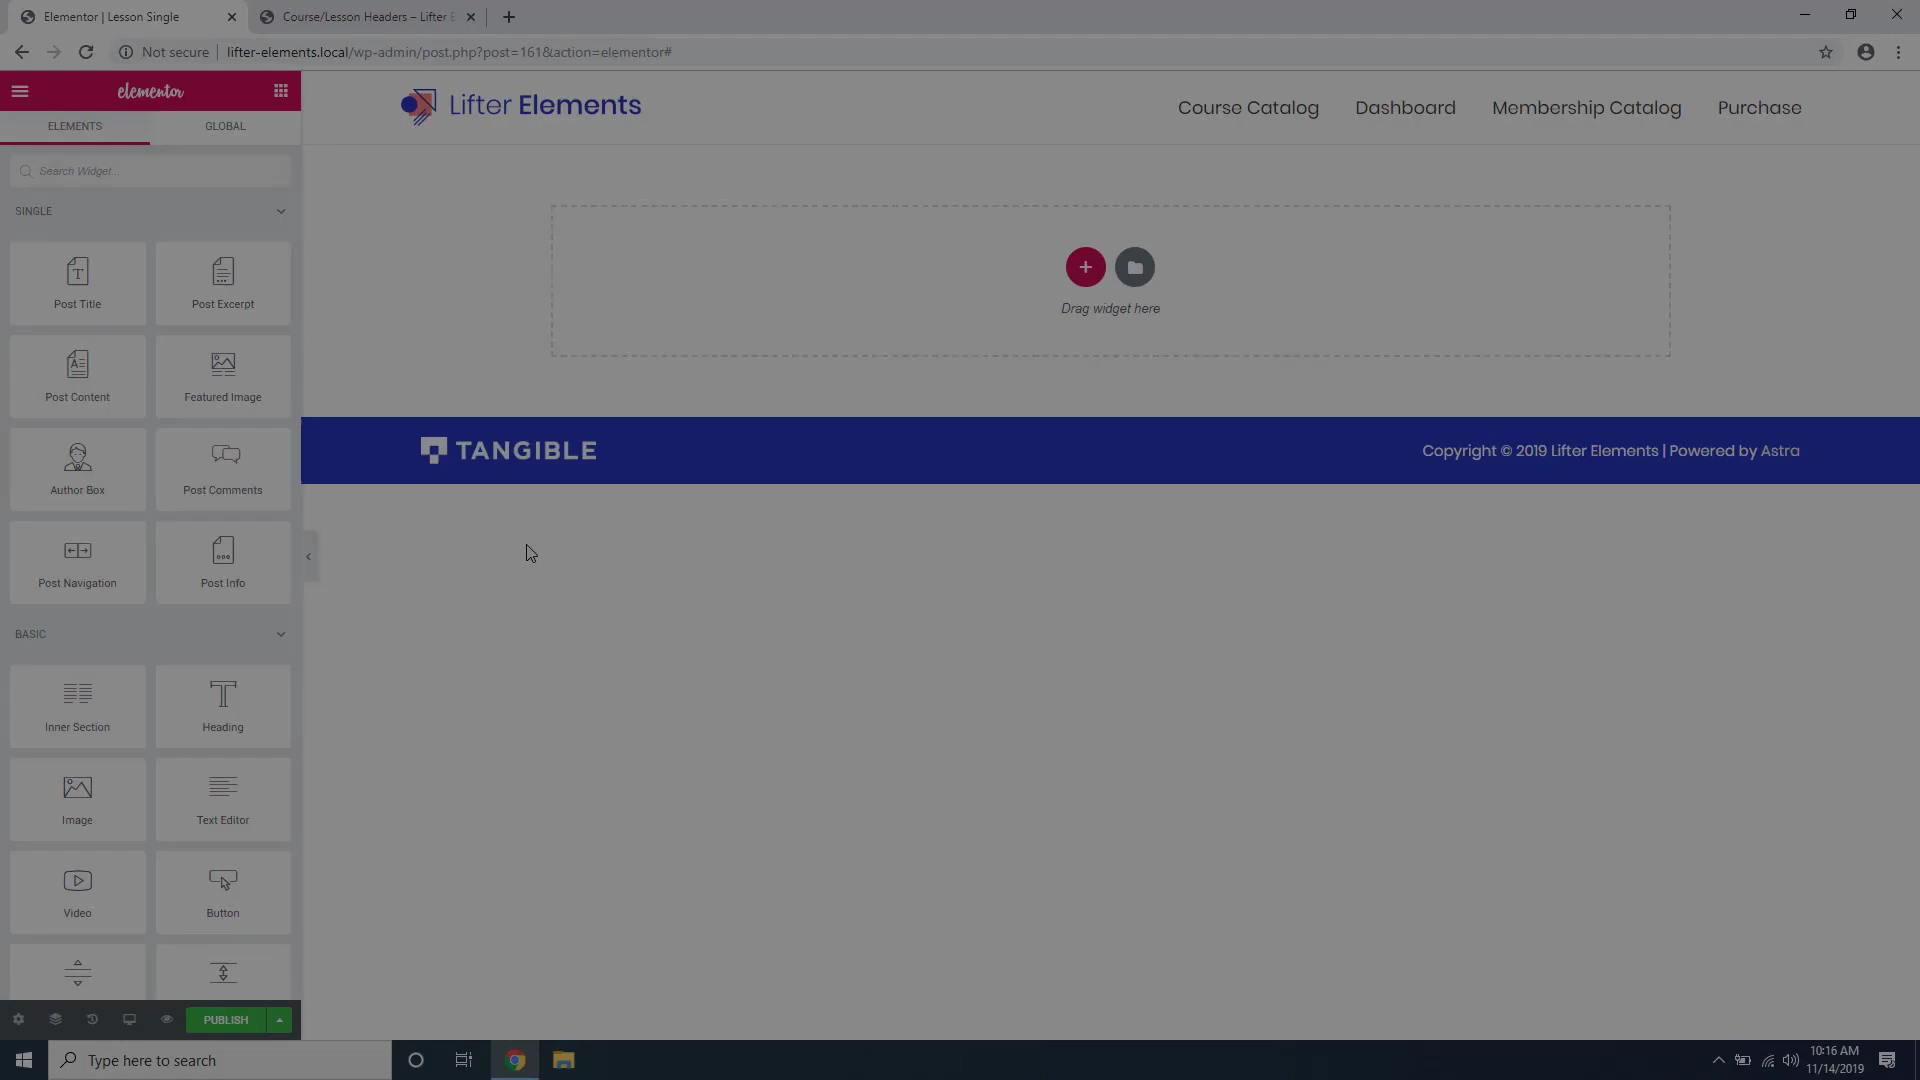 Elementor | Lesson Single
Course/Lesson Headers – Lifter E
Not secure
lifter-elements.local/wp-admin/post.php?post=161&action=elementor#
elementor
ELEMENTS
GLOBAL
Search Widget...
SINGLE
Post Title
Post Excerpt
Post Content
Featured Image
Author Box
Post Comments
Post Navigation
Post Info
BASIC
Inner Section
Heading
Image
Text Editor
Video
Button
PUBLISH
Lifter Elements
Course Catalog
Dashboard
Membership Catalog
Purchase
Drag widget here
TANGIBLE
Copyright © 2019 Lifter Elements | Powered by Astra
Type here to search
10:16 AM
11/14/2019